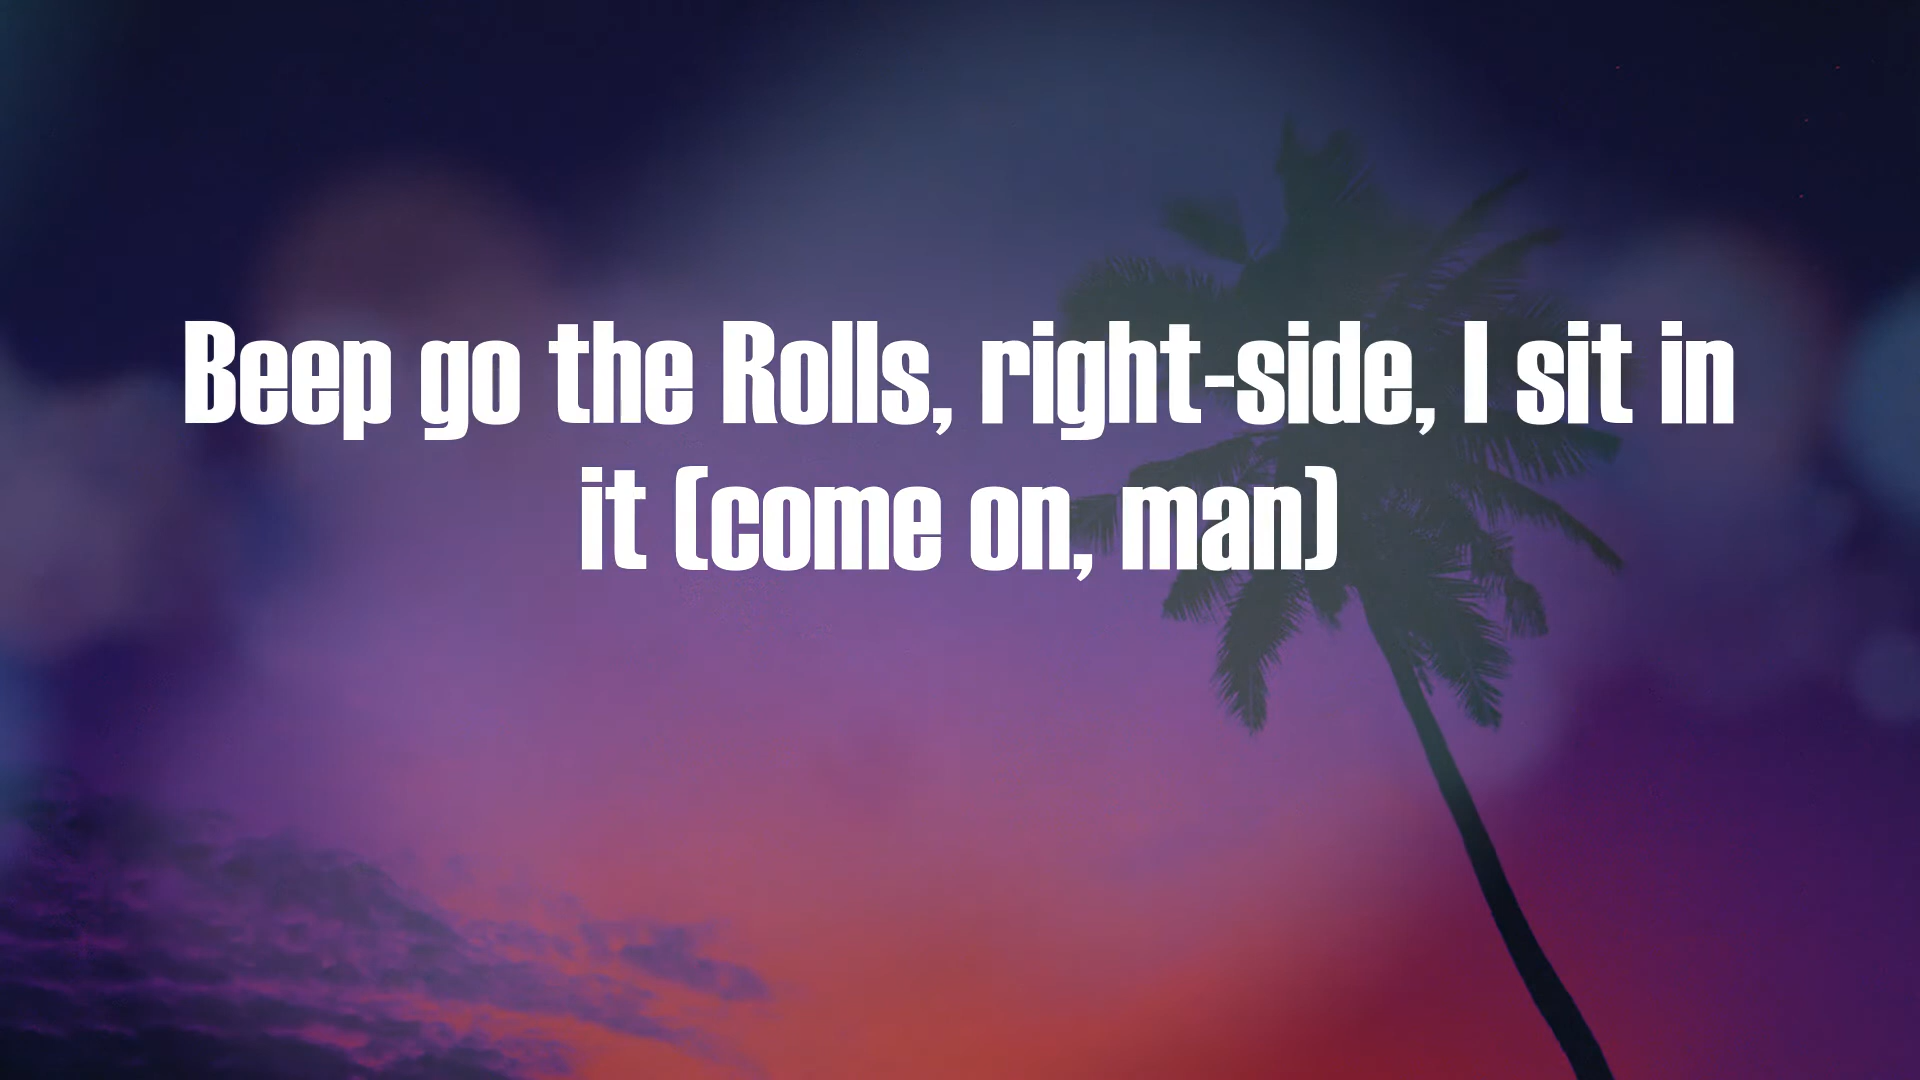 Beep go the Rolls, right-side, I sit in
it (come on, man)